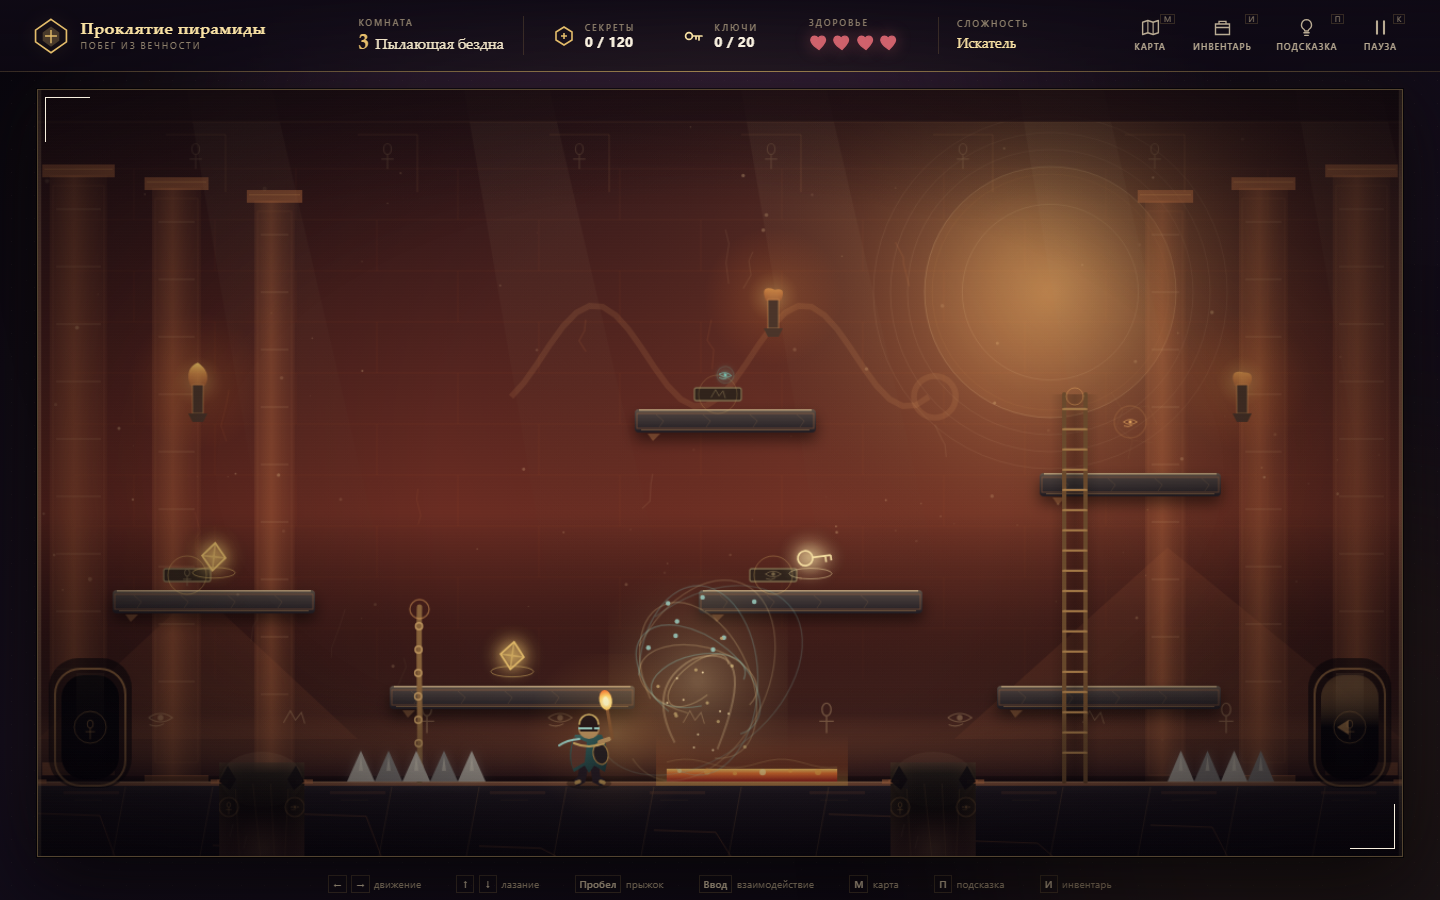 Проклятие пирамиды
ПОБЕГ ИЗ ВЕЧНОСТИ
КОМНАТА
3 Пылающая бездна
СЕКРЕТЫ
0 / 120
КЛЮЧИ
0 / 20
ЗДОРОВЬЕ
СЛОЖНОСТЬ
Искатель
М
КАРТА
И
ИНВЕНТАРЬ
П
ПОДСКАЗКА
К
ПАУЗА
← → движение
↑ ↓ лазание
Пробел прыжок
Ввод взаимодействие
М карта
П подсказка
И инвентарь